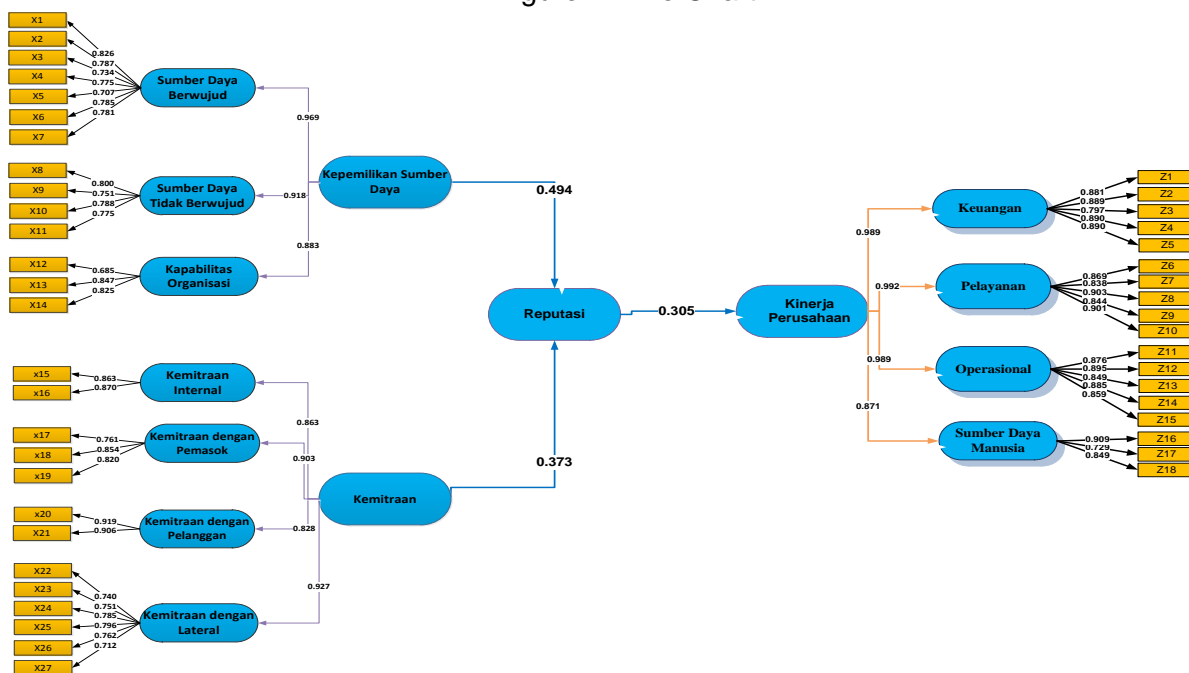 X1
X2
X3
X4
X5
X6
X7
0.826
0.787
0.734
0.775
0.707
0.785
0.781
Sumber Daya
Berwujud
X8
X9
X10
X11
0.800
0.751
0.788
0.775
Sumber Daya
Tidak Berwujud
X12
X13
X14
0.685
0.847
0.825
Kapabilitas
Organisasi
0.969
0.918
0.883
Kepemilikan Sumber
Daya
0.494
x15
x16
0.863
0.870
Kemitraan
Internal
x17
x18
x19
0.761
0.854
0.820
Kemitraan dengan
Pemasok
x20
X21
0.919
0.906
Kemitraan dengan
Pelanggan
X22
X23
X24
X25
X26
X27
0.740
0.751
0.785
0.796
0.762
0.712
Kemitraan dengan
Lateral
0.863
0.903
0.828
0.927
Kemitraan
0.373
Reputasi
0.305
Kinerja
Perusahaan
0.989
0.992
0.989
0.871
Keuangan
0.881
0.889
0.797
0.890
0.890
Z1
Z2
Z3
Z4
Z5
Pelayanan
0.869
0.838
0.903
0.844
0.901
Z6
Z7
Z8
Z9
Z10
Operasional
0.876
0.895
0.849
0.885
0.859
Z11
Z12
Z13
Z14
Z15
Sumber Daya
Manusia
0.909
0.729
0.849
Z16
Z17
Z18